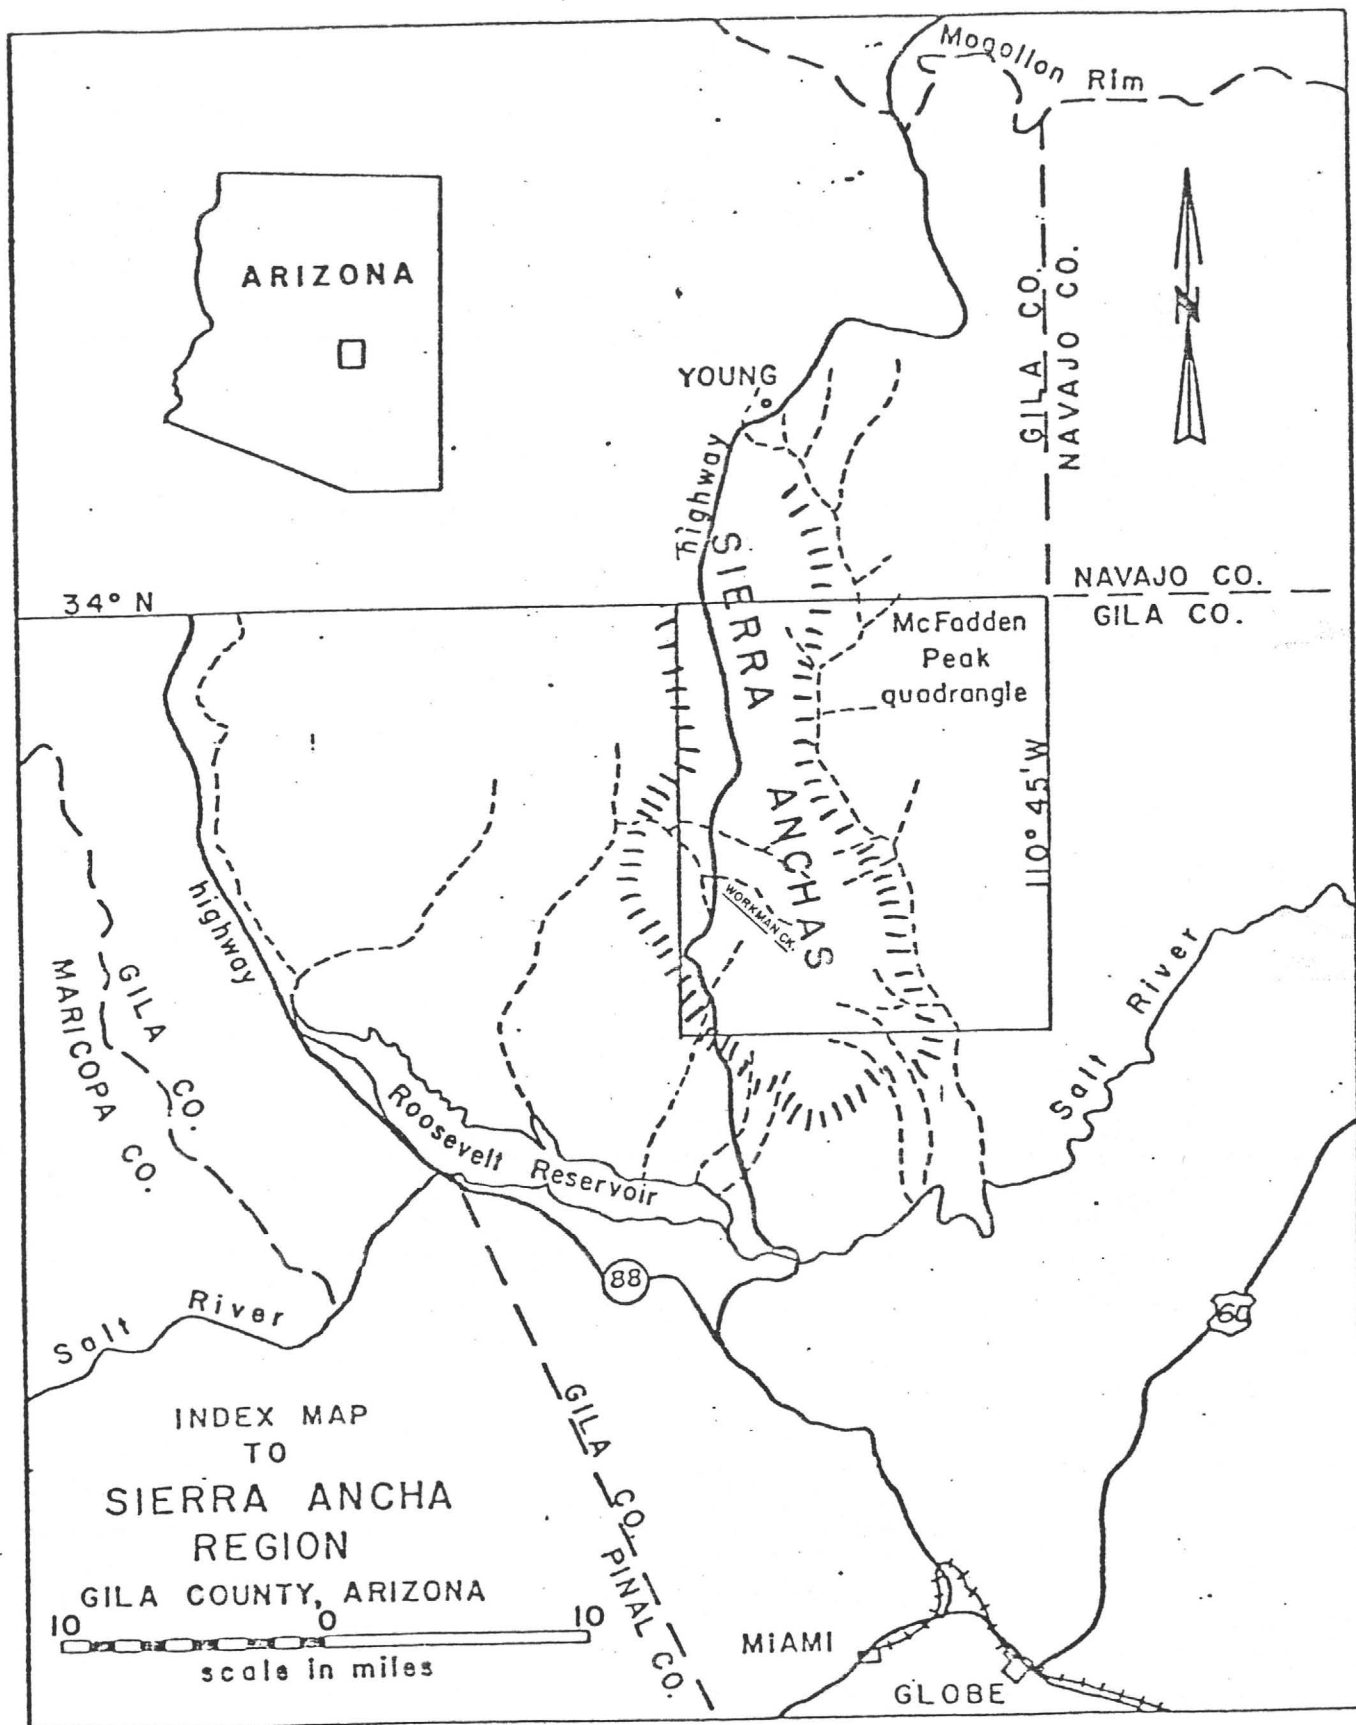 Mogollon Rim
ARIZONA
N
GILA CO.
NAVAJO CO.
YOUNG
highway
SIERRA ANCHAS
34° N
NAVAJO CO.
GILA CO.
McFadden
Peak
quadrangle
110° 45' W
WORKMAN CK.
highway
GILA CO.
MARICOPA CO.
Salt River
Roosevelt Reservoir
88
60
Salt River
GILA CO.
PINAL CO.
INDEX MAP
TO
SIERRA ANCHA
REGION
GILA COUNTY, ARIZONA
10 0 10
scale in miles
MIAMI
GLOBE